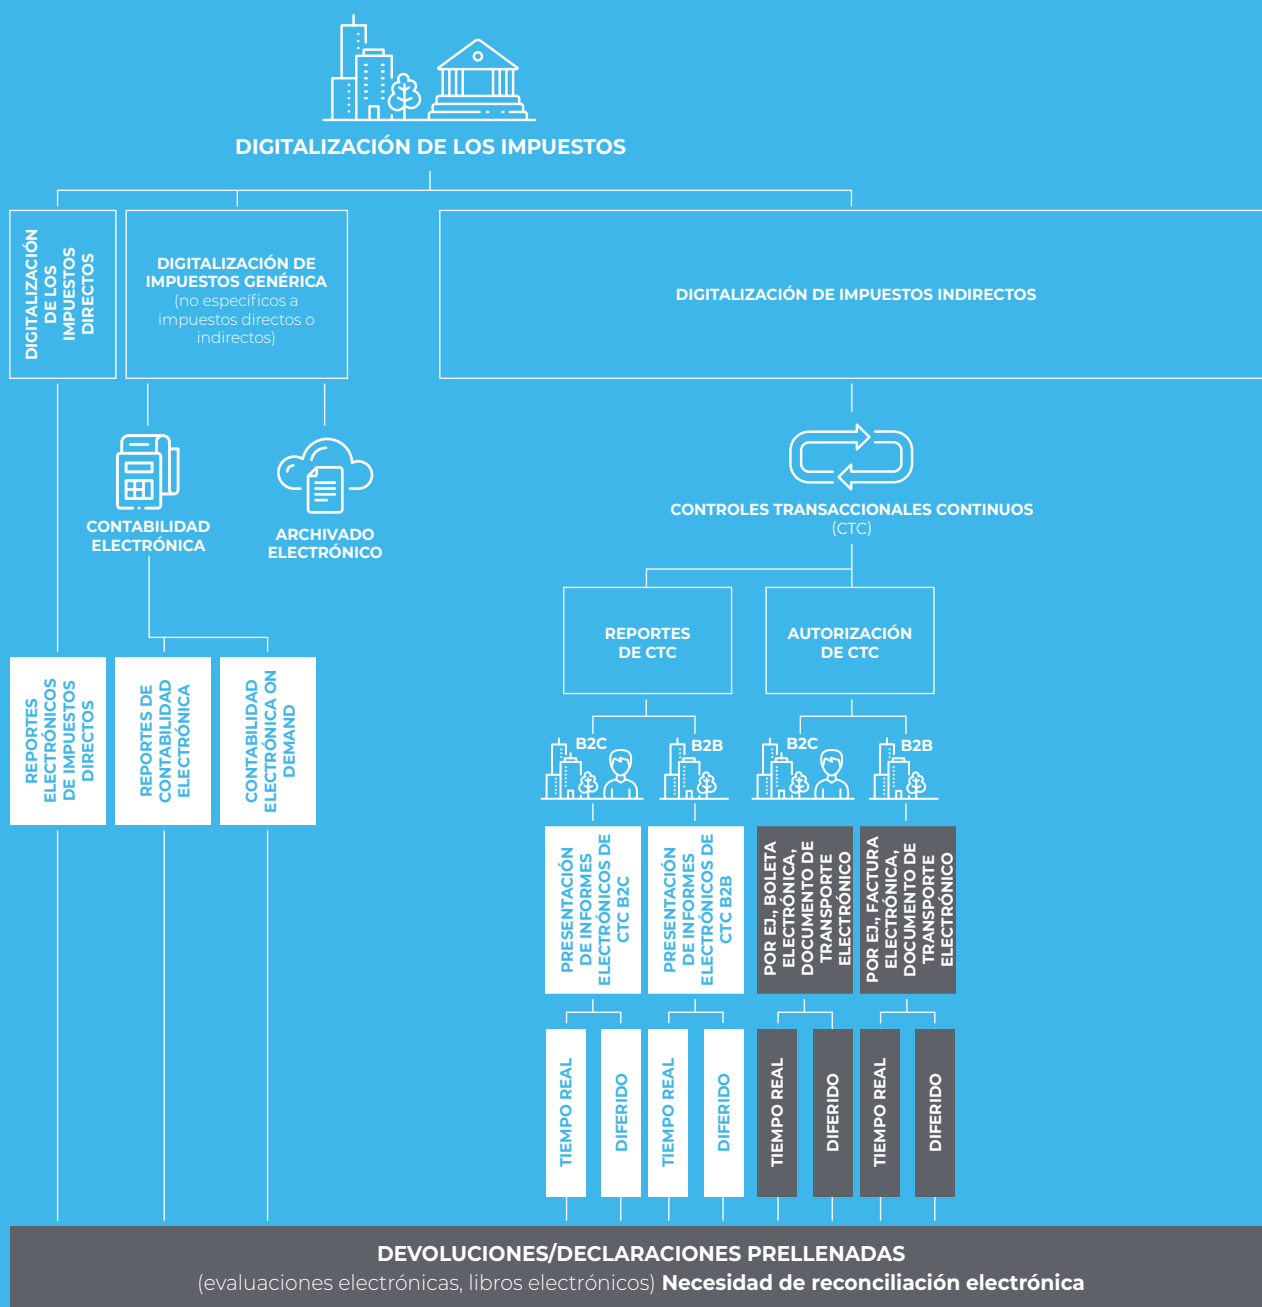 DIGITALIZACIÓN DE LOS IMPUESTOS
DIGITALIZACIÓN
DE LOS
IMPUESTOS
DIRECTOS
DIGITALIZACIÓN DE
IMPUESTOS GENÉRICA
(no específicos a
impuestos directos o
indirectos)
DIGITALIZACIÓN DE IMPUESTOS INDIRECTOS
CONTABILIDAD
ELECTRÓNICA
ARCHIVADO
ELECTRÓNICO
CONTROLES TRANSACCIONALES CONTINUOS
(CTC)
REPORTES
DE CTC
AUTORIZACIÓN
DE CTC
REPORTES
ELECTRÓNICOS
DE IMPUESTOS
DIRECTOS
REPORTES DE
CONTABILIDAD
ELECTRÓNICA
CONTABILIDAD
ELECTRÓNICA ON
DEMAND
B2C
B2B
B2C
B2B
PRESENTACIÓN
DE INFORMES
ELECTRÓNICOS DE
CTC B2C
PRESENTACIÓN
DE INFORMES
ELECTRÓNICOS DE
CTC B2B
POR EJ., BOLETA
ELECTRÓNICA,
DOCUMENTO DE
TRANSPORTE
ELECTRÓNICO
POR EJ., FACTURA
ELECTRÓNICA,
DOCUMENTO DE
TRANSPORTE
ELECTRÓNICO
TIEMPO REAL
DIFERIDO
TIEMPO REAL
DIFERIDO
TIEMPO REAL
DIFERIDO
TIEMPO REAL
DIFERIDO
DEVOLUCIONES/DECLARACIONES PRELLENADAS
(evaluaciones electrónicas, libros electrónicos) Necesidad de reconciliación electrónica